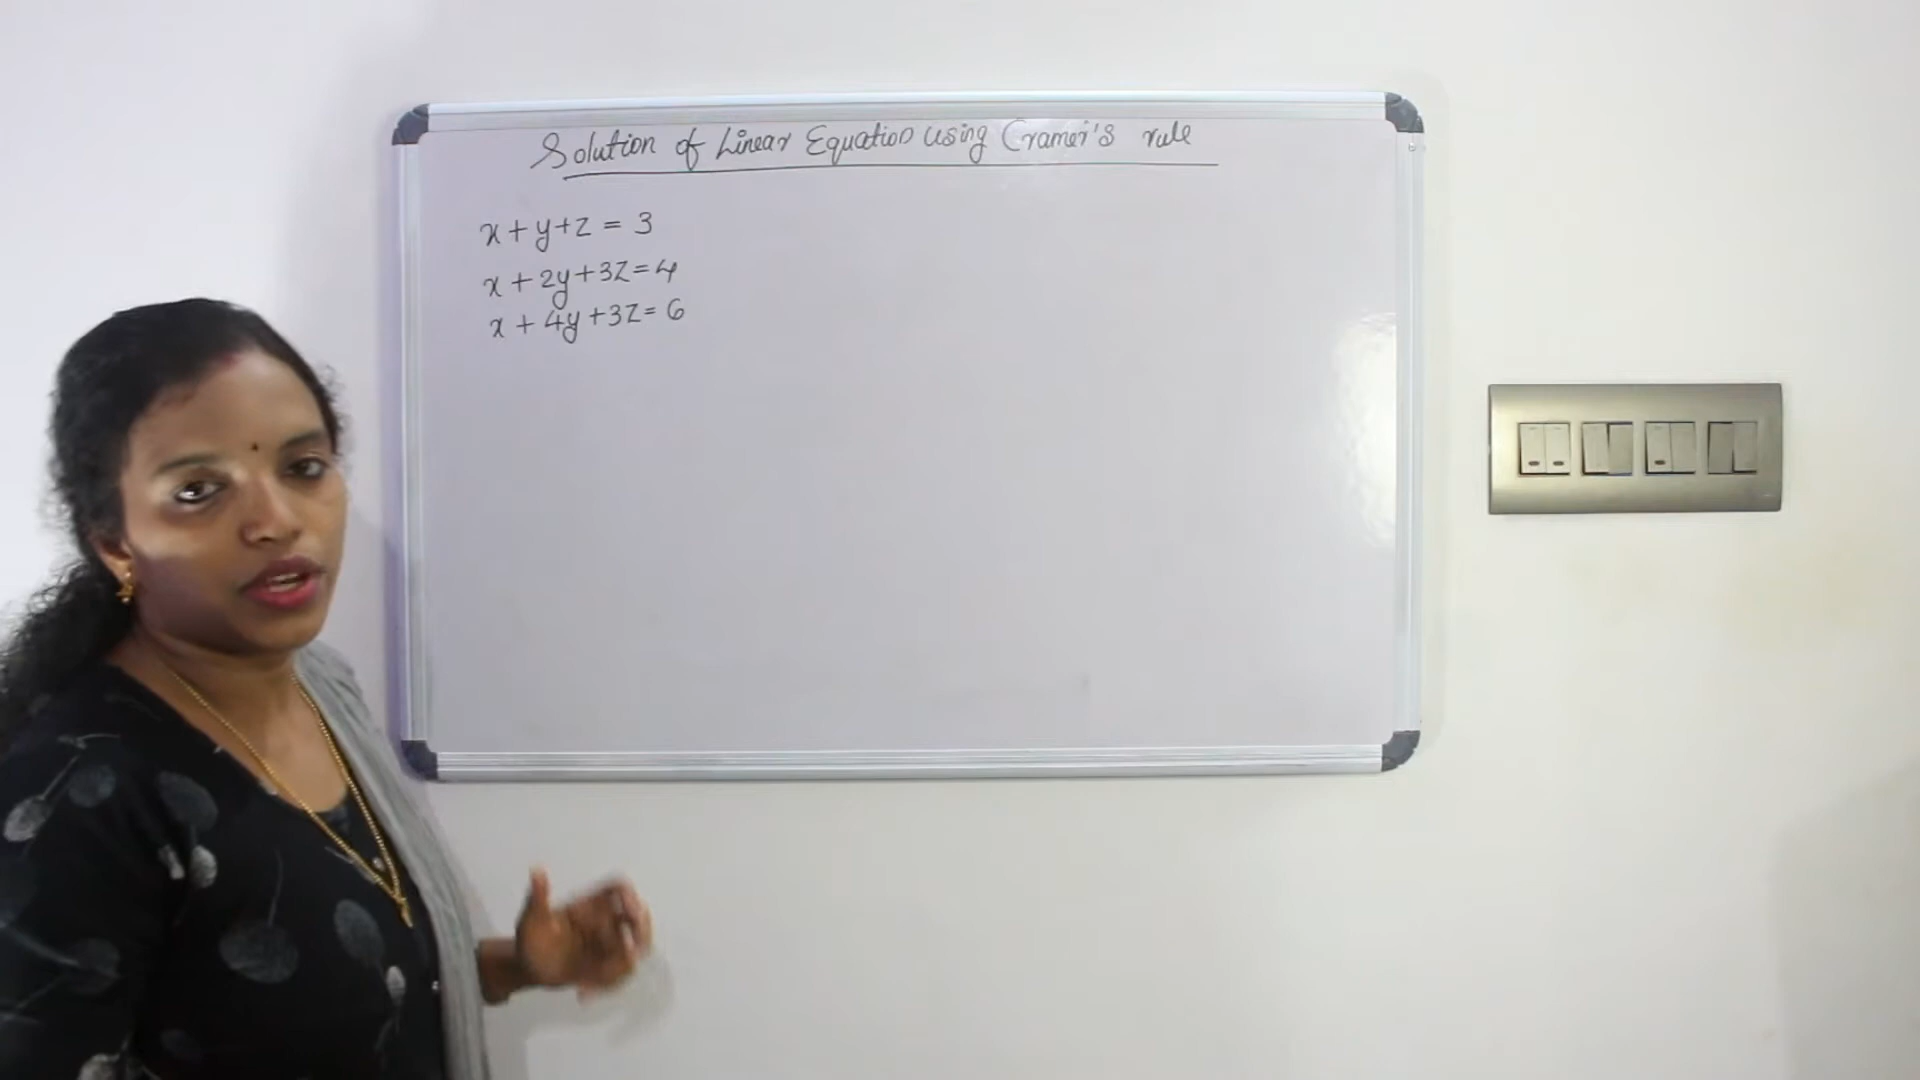 Solution of Linear Equation using Cramer's rule
x + y + z = 3
x + 2y + 3z = 4
x + 4y + 3z = 6